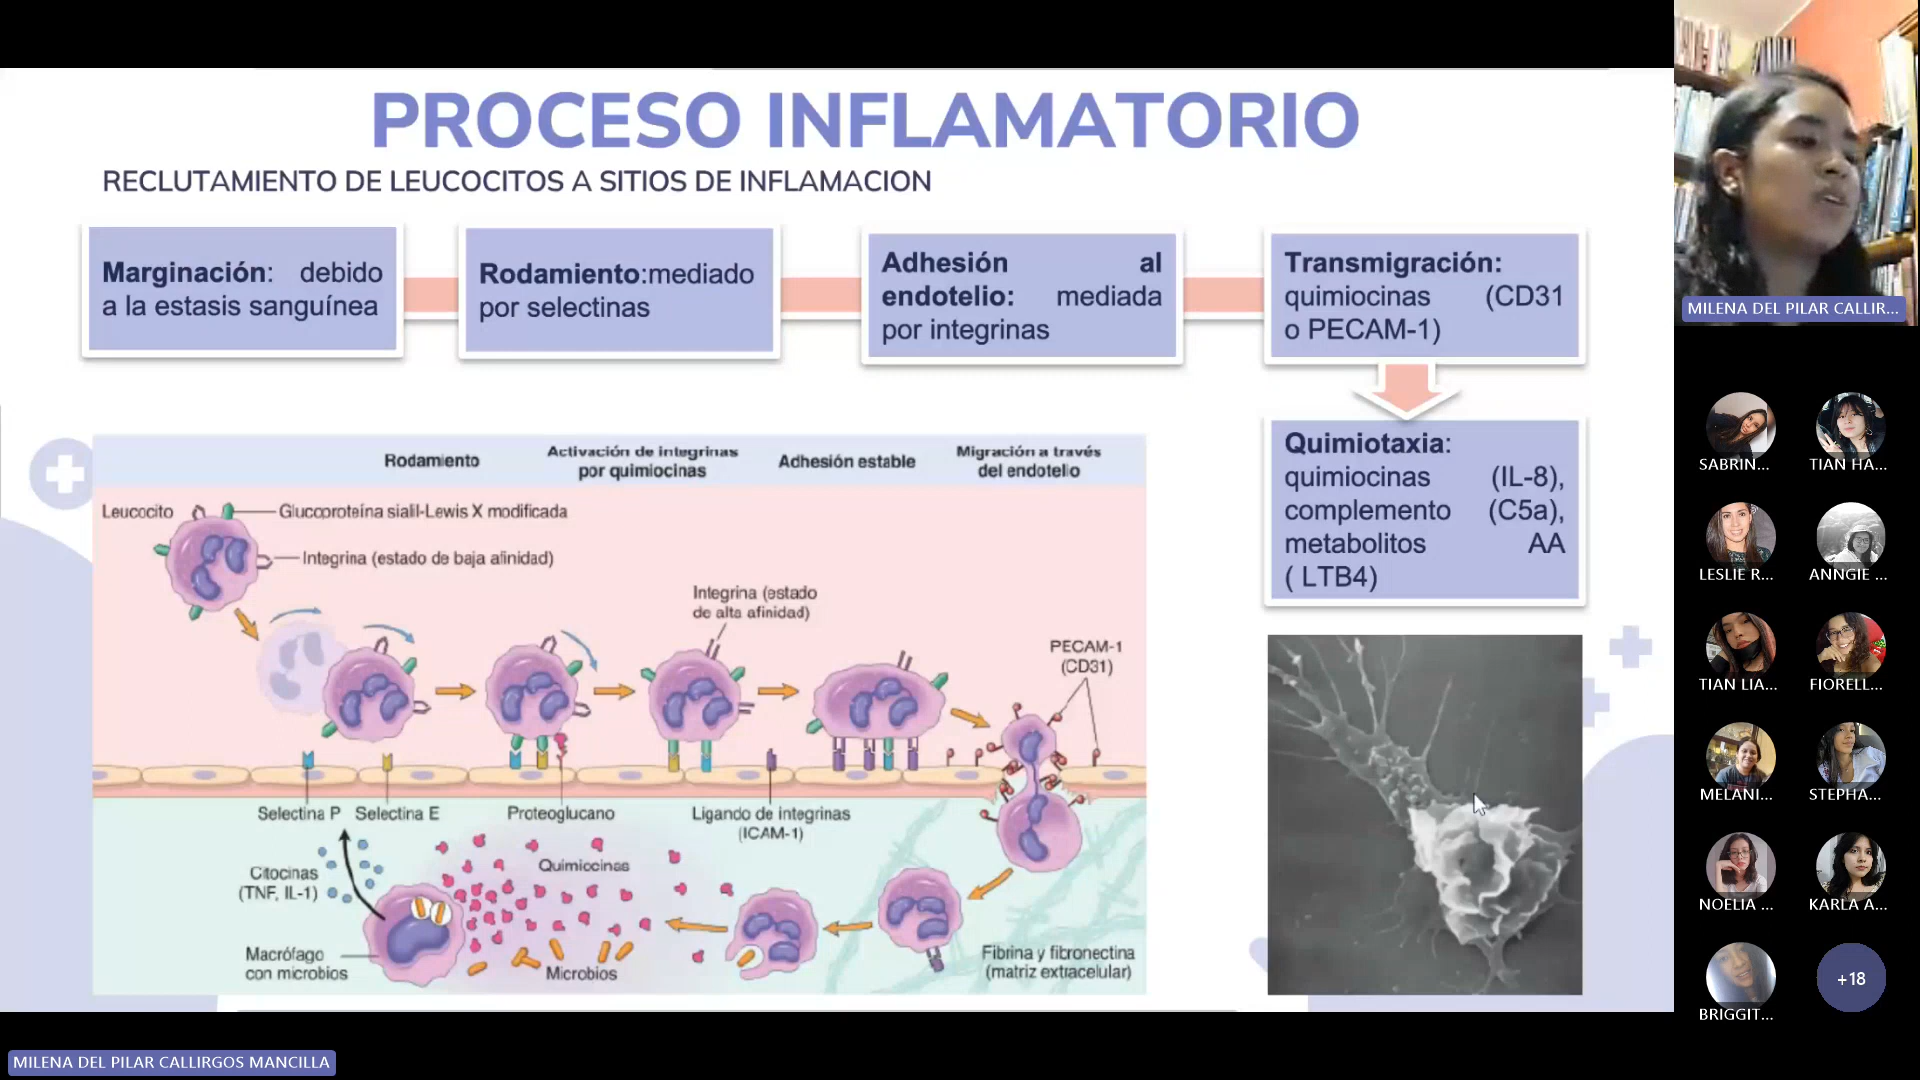 PROCESO INFLAMATORIO
RECLUTAMIENTO DE LEUCOCITOS A SITIOS DE INFLAMACION
Marginación: debido
a la estasis sanguínea
Rodamiento:mediado
por selectinas
Adhesión al
endotelio: mediada
por integrinas
Transmigración:
quimiocinas (CD31
o PECAM-1)
Quimiotaxia:
quimiocinas (IL-8),
complemento (C5a),
metabolitos AA
( LTB4)
Rodamiento
Activación de integrinas
por quimiocinas
Adhesión estable
Migración a través
del endotelio
Leucocito
Glucoproteína sialil-Lewis X modificada
Integrina (estado de baja afinidad)
Integrina (estado
de alta afinidad)
PECAM-1
(CD31)
Selectina P
Selectina E
Proteoglucano
Ligando de integrinas
(ICAM-1)
Citocinas
(TNF, IL-1)
Quimiocinas
Macrófago
con microbios
Microbios
Fibrina y fibronectina
(matriz extracelular)
MILENA DEL PILAR CALLIR...
SABRIN...
TIAN HA...
LESLIE R...
ANNGIE ...
TIAN LIA...
FIORELL...
MELANI...
STEPHA...
NOELIA ...
KARLA A...
BRIGGIT...
+18
MILENA DEL PILAR CALLIRGOS MANCILLA